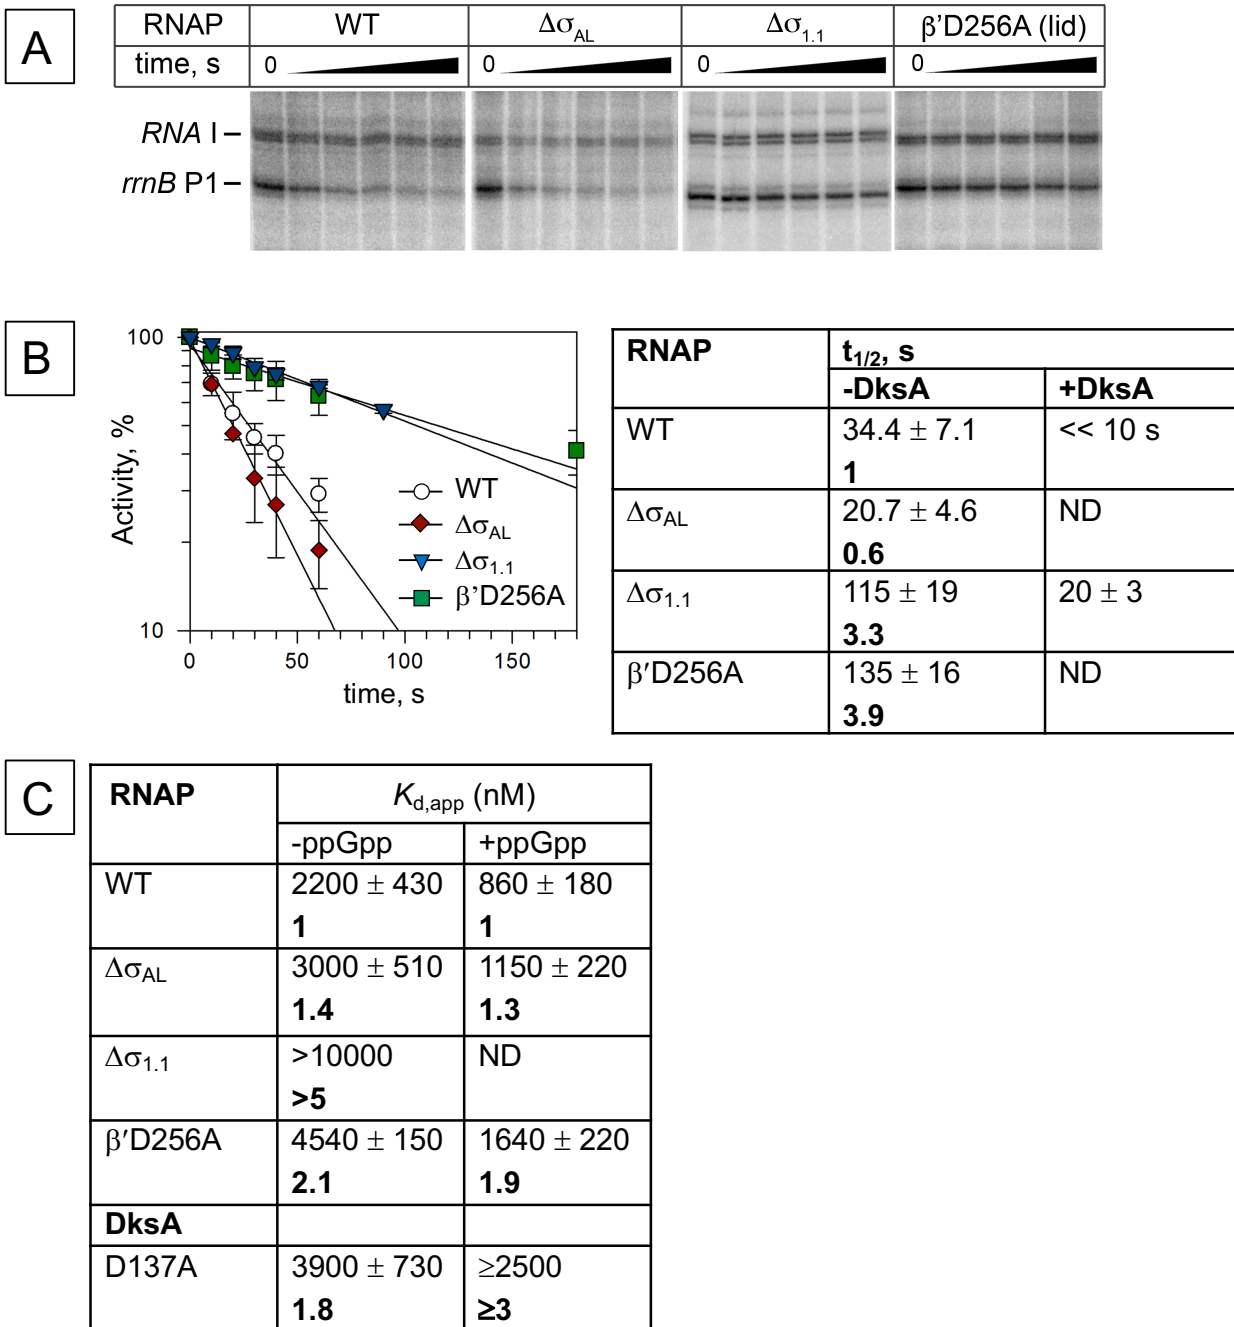 A
RNAP WT ΔσAL Δσ1.1 β'D256A (lid)
time, s 0 0 0 0
RNA I
rrnB P1
B
100
10
Activity, %
0 50 100 150
time, s
WT
ΔσAL
Δσ1.1
β'D256A
RNAP t1/2, s
-DksA +DksA
WT 34.4 ± 7.1 << 10 s
1
ΔσAL 20.7 ± 4.6 ND
0.6
Δσ1.1 115 ± 19 20 ± 3
3.3
β′D256A 135 ± 16 ND
3.9
C
RNAP Kd,app (nM)
-ppGpp +ppGpp
WT 2200 ± 430 860 ± 180
1 1
ΔσAL 3000 ± 510 1150 ± 220
1.4 1.3
Δσ1.1 >10000 ND
>5
β′D256A 4540 ± 150 1640 ± 220
2.1 1.9
DksA
D137A 3900 ± 730 ≥2500
1.8 ≥3